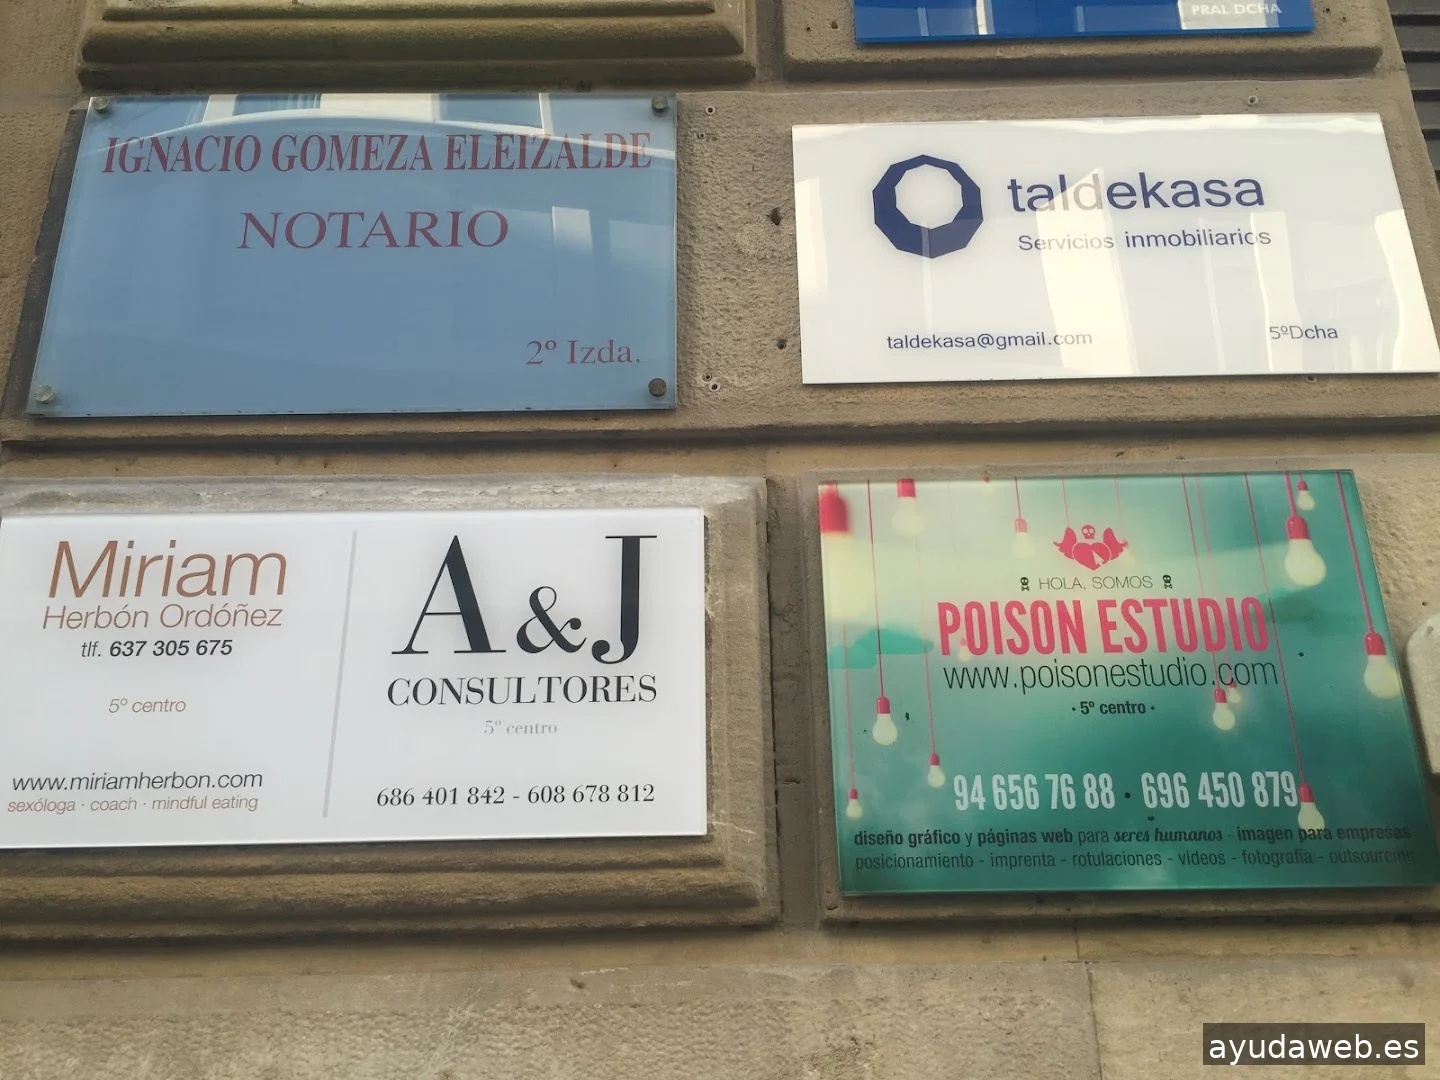 PRAL DCHA
IGNACIO GOMEZA ELEIZALDE
NOTARIO
2º Izda.
taldekasa
Servicios inmobiliarios
taldekasa@gmail.com
5ºDcha
Miriam
Herbón Ordóñez
tlf. 637 305 675
5º centro
www.miriamherbon.com
sexóloga · coach · mindful eating
A&J
CONSULTORES
5º centro
686 401 842 - 608 678 812
HOLA, SOMOS
POISON ESTUDIO
www.poisonestudio.com
· 5º centro ·
94 656 76 88 · 696 450 879
diseño gráfico y páginas web para seres humanos - imagen para empresas
posicionamiento - imprenta - rotulaciones - videos - fotografía - outsourcing
ayudaweb.es